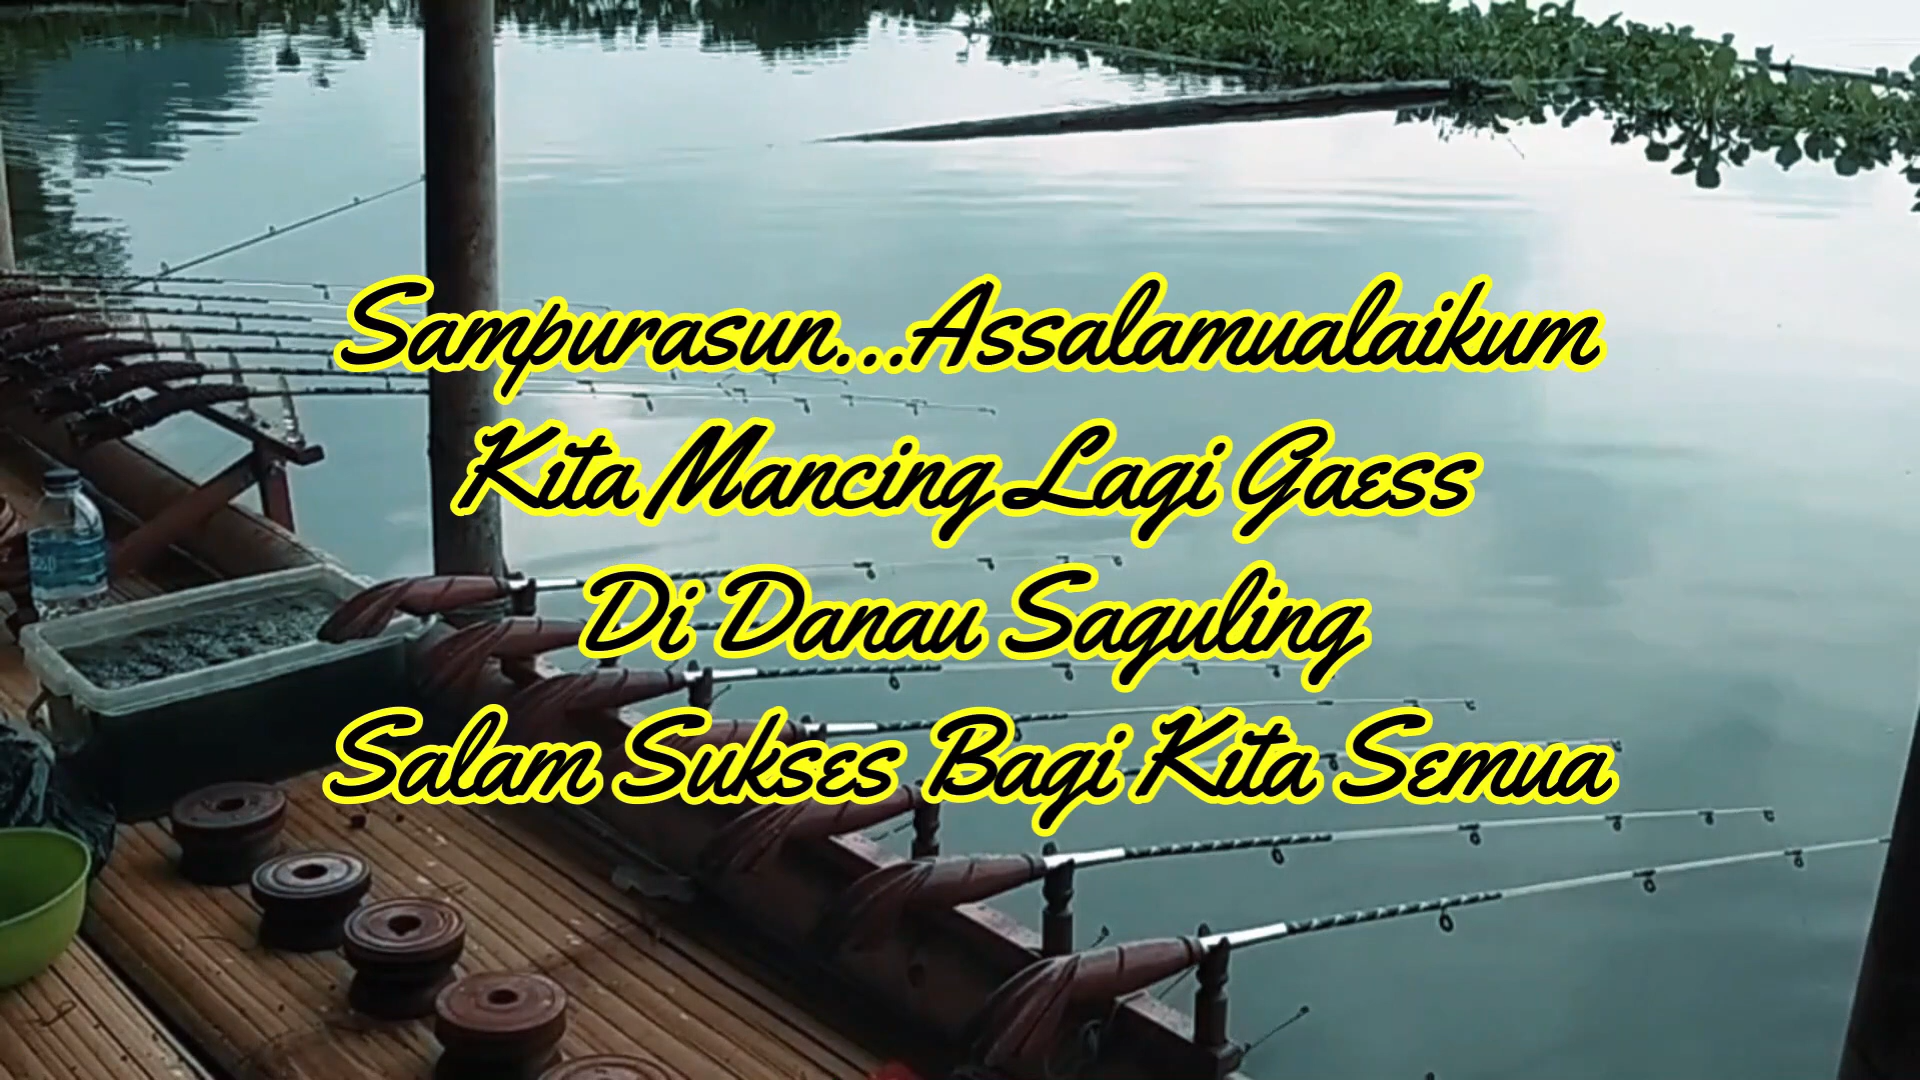 Sampurasun...Assalamualaikum
Kita Mancing Lagi Gaess
Di Danau Saguling
Salam Sukses Bagi Kita Semua